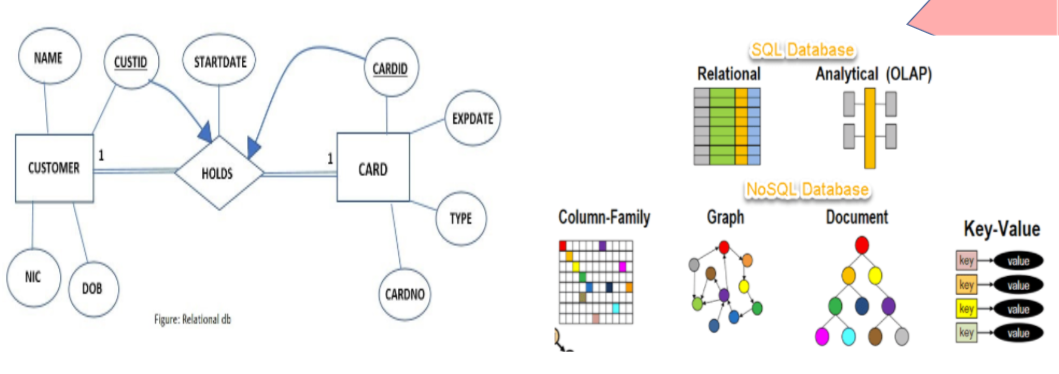 NAME
CUSTID
STARTDATE
CARDID
EXPDATE
CUSTOMER
1
HOLDS
1
CARD
TYPE
NIC
DOB
CARDNO
Figure: Relational db
SQL Database
Relational
Analytical (OLAP)
NoSQL Database
Column-Family
Graph
Document
Key-Value
key value
key value
key value
key value